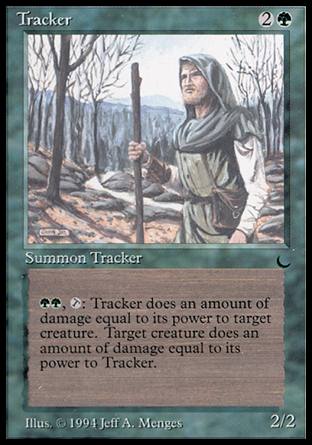 Tracker 2
Summon Tracker
: Tracker does an amount of
damage equal to its power to target
creature. Target creature does an
amount of damage equal to its
power to Tracker.
Illus. © 1994 Jeff A. Menges 2/2